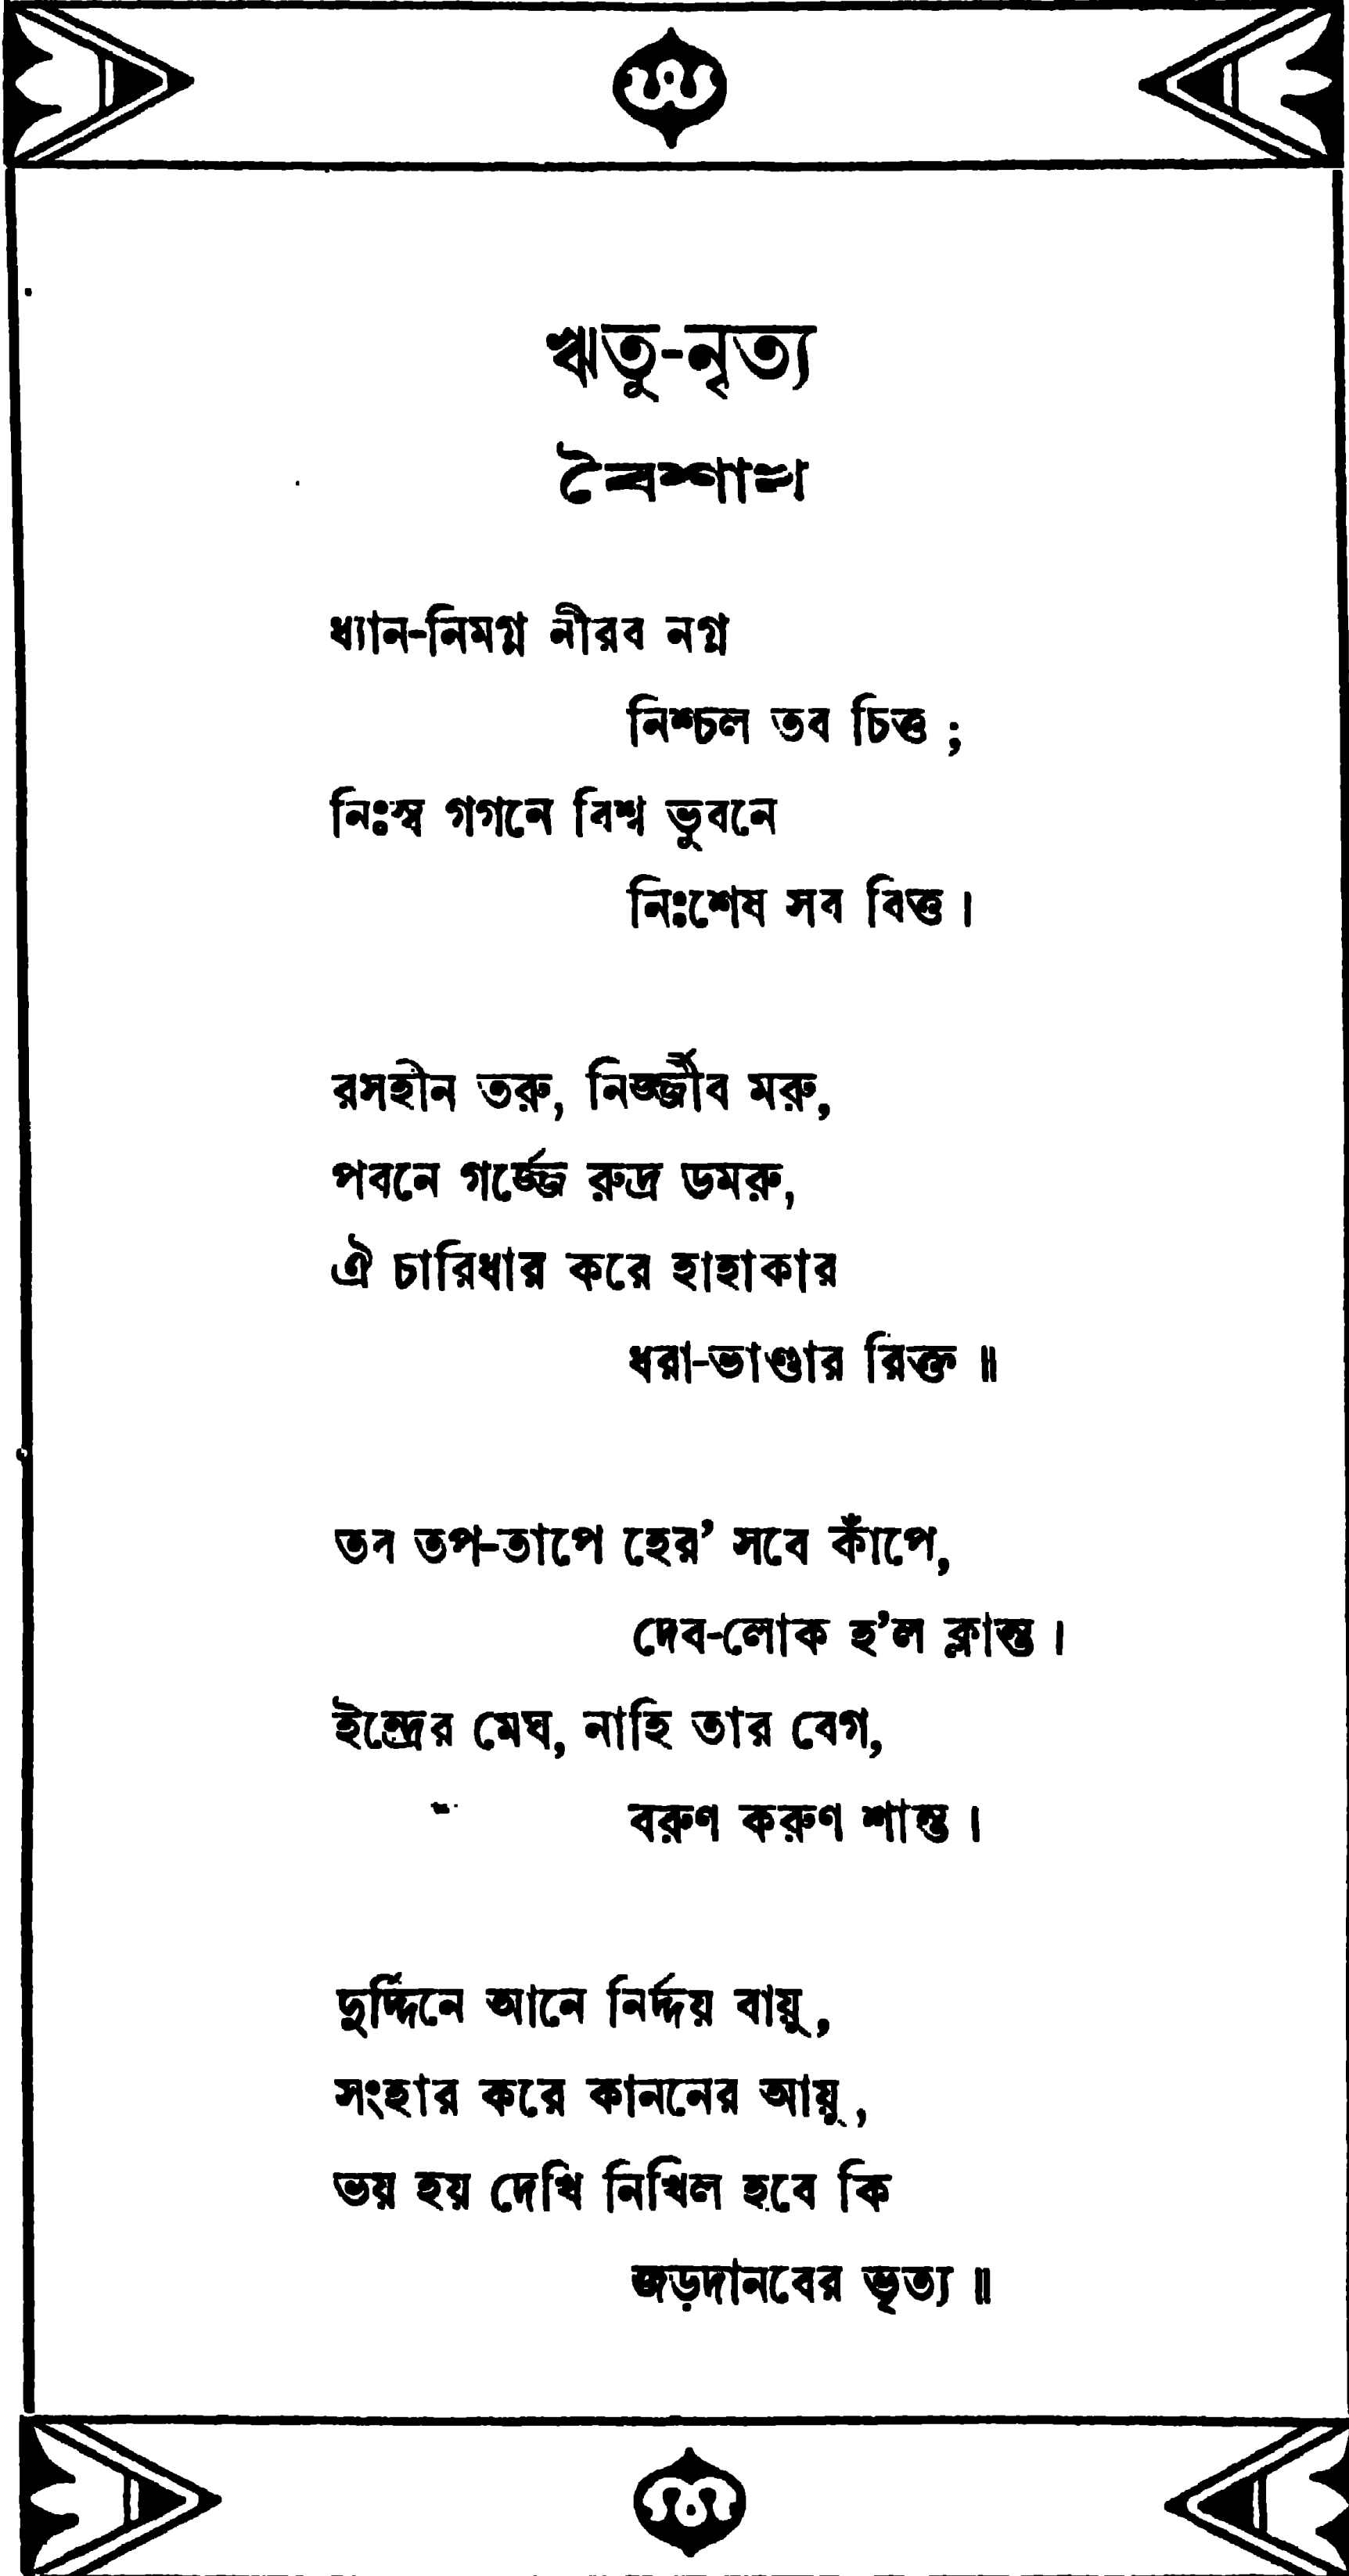 ঋতু-নৃত্য
বৈশাখ
ধ্যান-নিমগ্ন নীরব নগ্ন
নিশ্চল তব চিত্ত ;
নিঃস্ব গগনে বিশ্ব ভুবনে
নিঃশেষ সব বিত্ত ।
রসহীন তরু, নির্জ্জীব মরু,
পবনে গর্জ্জে রুদ্র ডমরু,
ঐ চারিধার করে হাহাকার
ধরা-ভাণ্ডার রিক্ত ॥
তব তপ-তাপে হের’ সবে কাঁপে,
দেব-লোক হ’ল ক্লান্ত ।
ইন্দ্রের মেঘ, নাহি তার বেগ,
বরুণ করুণ শান্ত ।
দুর্দ্দিনে আনে নির্দ্দয় বায়ু,
সংহার করে কাননের আয়ু,
ভয় হয় দেখি নিখিল হবে কি
জড়দানবের ভৃত্য ॥